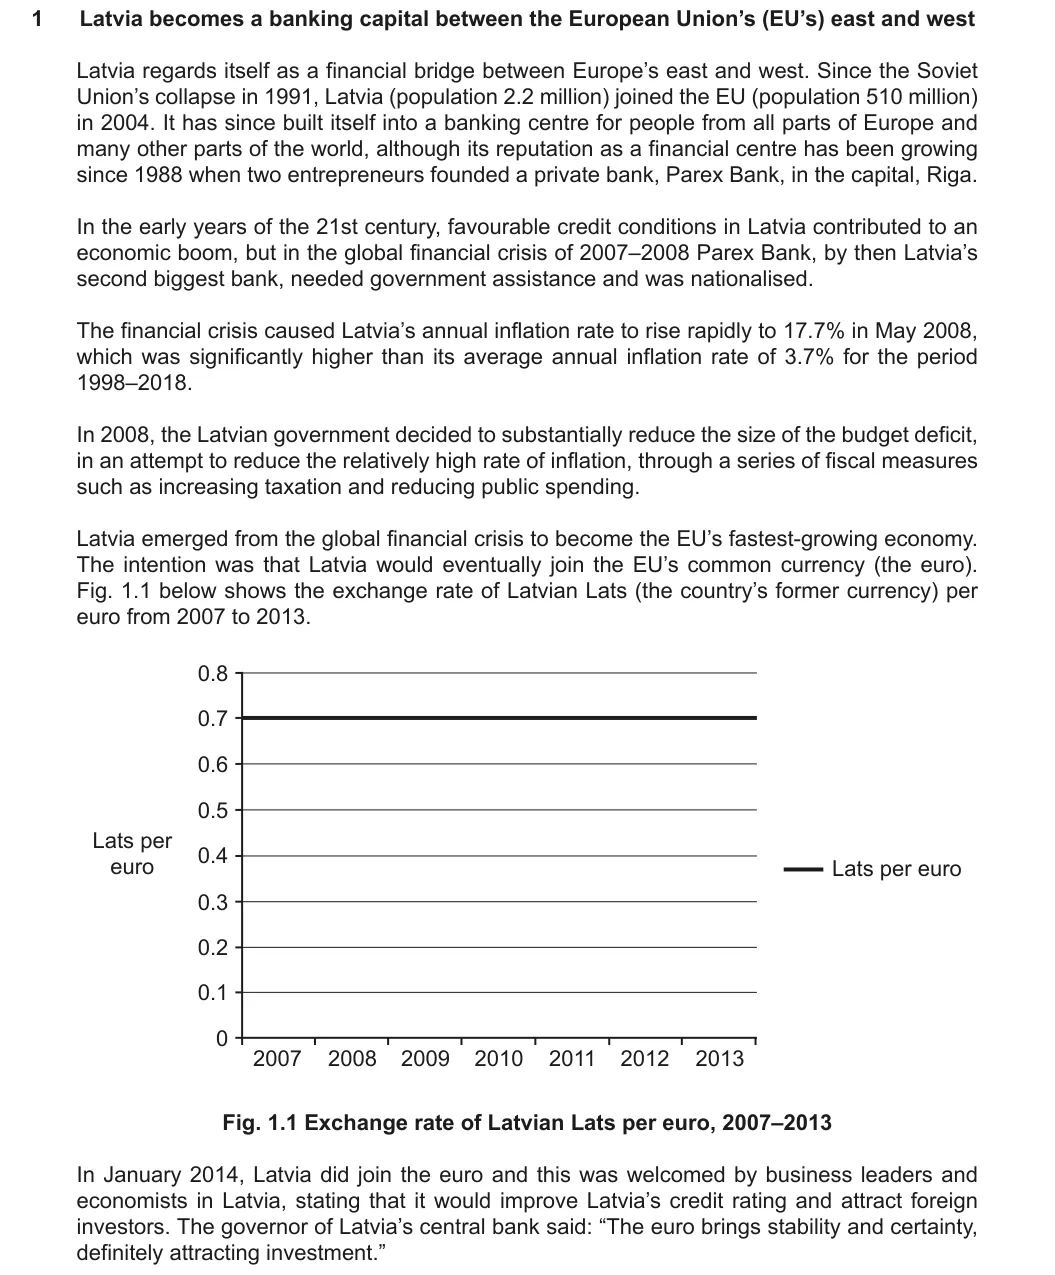 1 Latvia becomes a banking capital between the European Union’s (EU’s) east and west
Latvia regards itself as a financial bridge between Europe’s east and west. Since the Soviet
Union’s collapse in 1991, Latvia (population 2.2 million) joined the EU (population 510 million)
in 2004. It has since built itself into a banking centre for people from all parts of Europe and
many other parts of the world, although its reputation as a financial centre has been growing
since 1988 when two entrepreneurs founded a private bank, Parex Bank, in the capital, Riga.
In the early years of the 21st century, favourable credit conditions in Latvia contributed to an
economic boom, but in the global financial crisis of 2007–2008 Parex Bank, by then Latvia’s
second biggest bank, needed government assistance and was nationalised.
The financial crisis caused Latvia’s annual inflation rate to rise rapidly to 17.7% in May 2008,
which was significantly higher than its average annual inflation rate of 3.7% for the period
1998–2018.
In 2008, the Latvian government decided to substantially reduce the size of the budget deficit,
in an attempt to reduce the relatively high rate of inflation, through a series of fiscal measures
such as increasing taxation and reducing public spending.
Latvia emerged from the global financial crisis to become the EU’s fastest-growing economy.
The intention was that Latvia would eventually join the EU’s common currency (the euro).
Fig. 1.1 below shows the exchange rate of Latvian Lats (the country’s former currency) per
euro from 2007 to 2013.
0.8
0.7
0.6
0.5
Lats per
euro
0.4
Lats per euro
0.3
0.2
0.1
0
2007 2008 2009 2010 2011 2012 2013
Fig. 1.1 Exchange rate of Latvian Lats per euro, 2007–2013
In January 2014, Latvia did join the euro and this was welcomed by business leaders and
economists in Latvia, stating that it would improve Latvia’s credit rating and attract foreign
investors. The governor of Latvia’s central bank said: “The euro brings stability and certainty,
definitely attracting investment.”